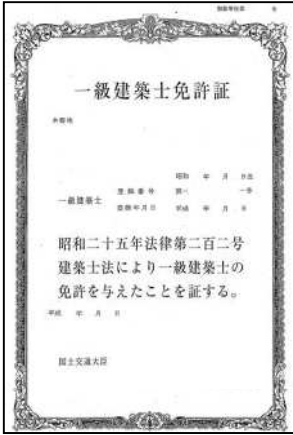 一級建築士免許証
本籍地
昭和 年 月 日生
登録番号 第 号
一級建築士
登録年月日 平成 年 月 日
昭和二十五年法律第二百二号
建築士法により一級建築士の
免許を与えたことを証する。
平成 年 月 日
国土交通大臣